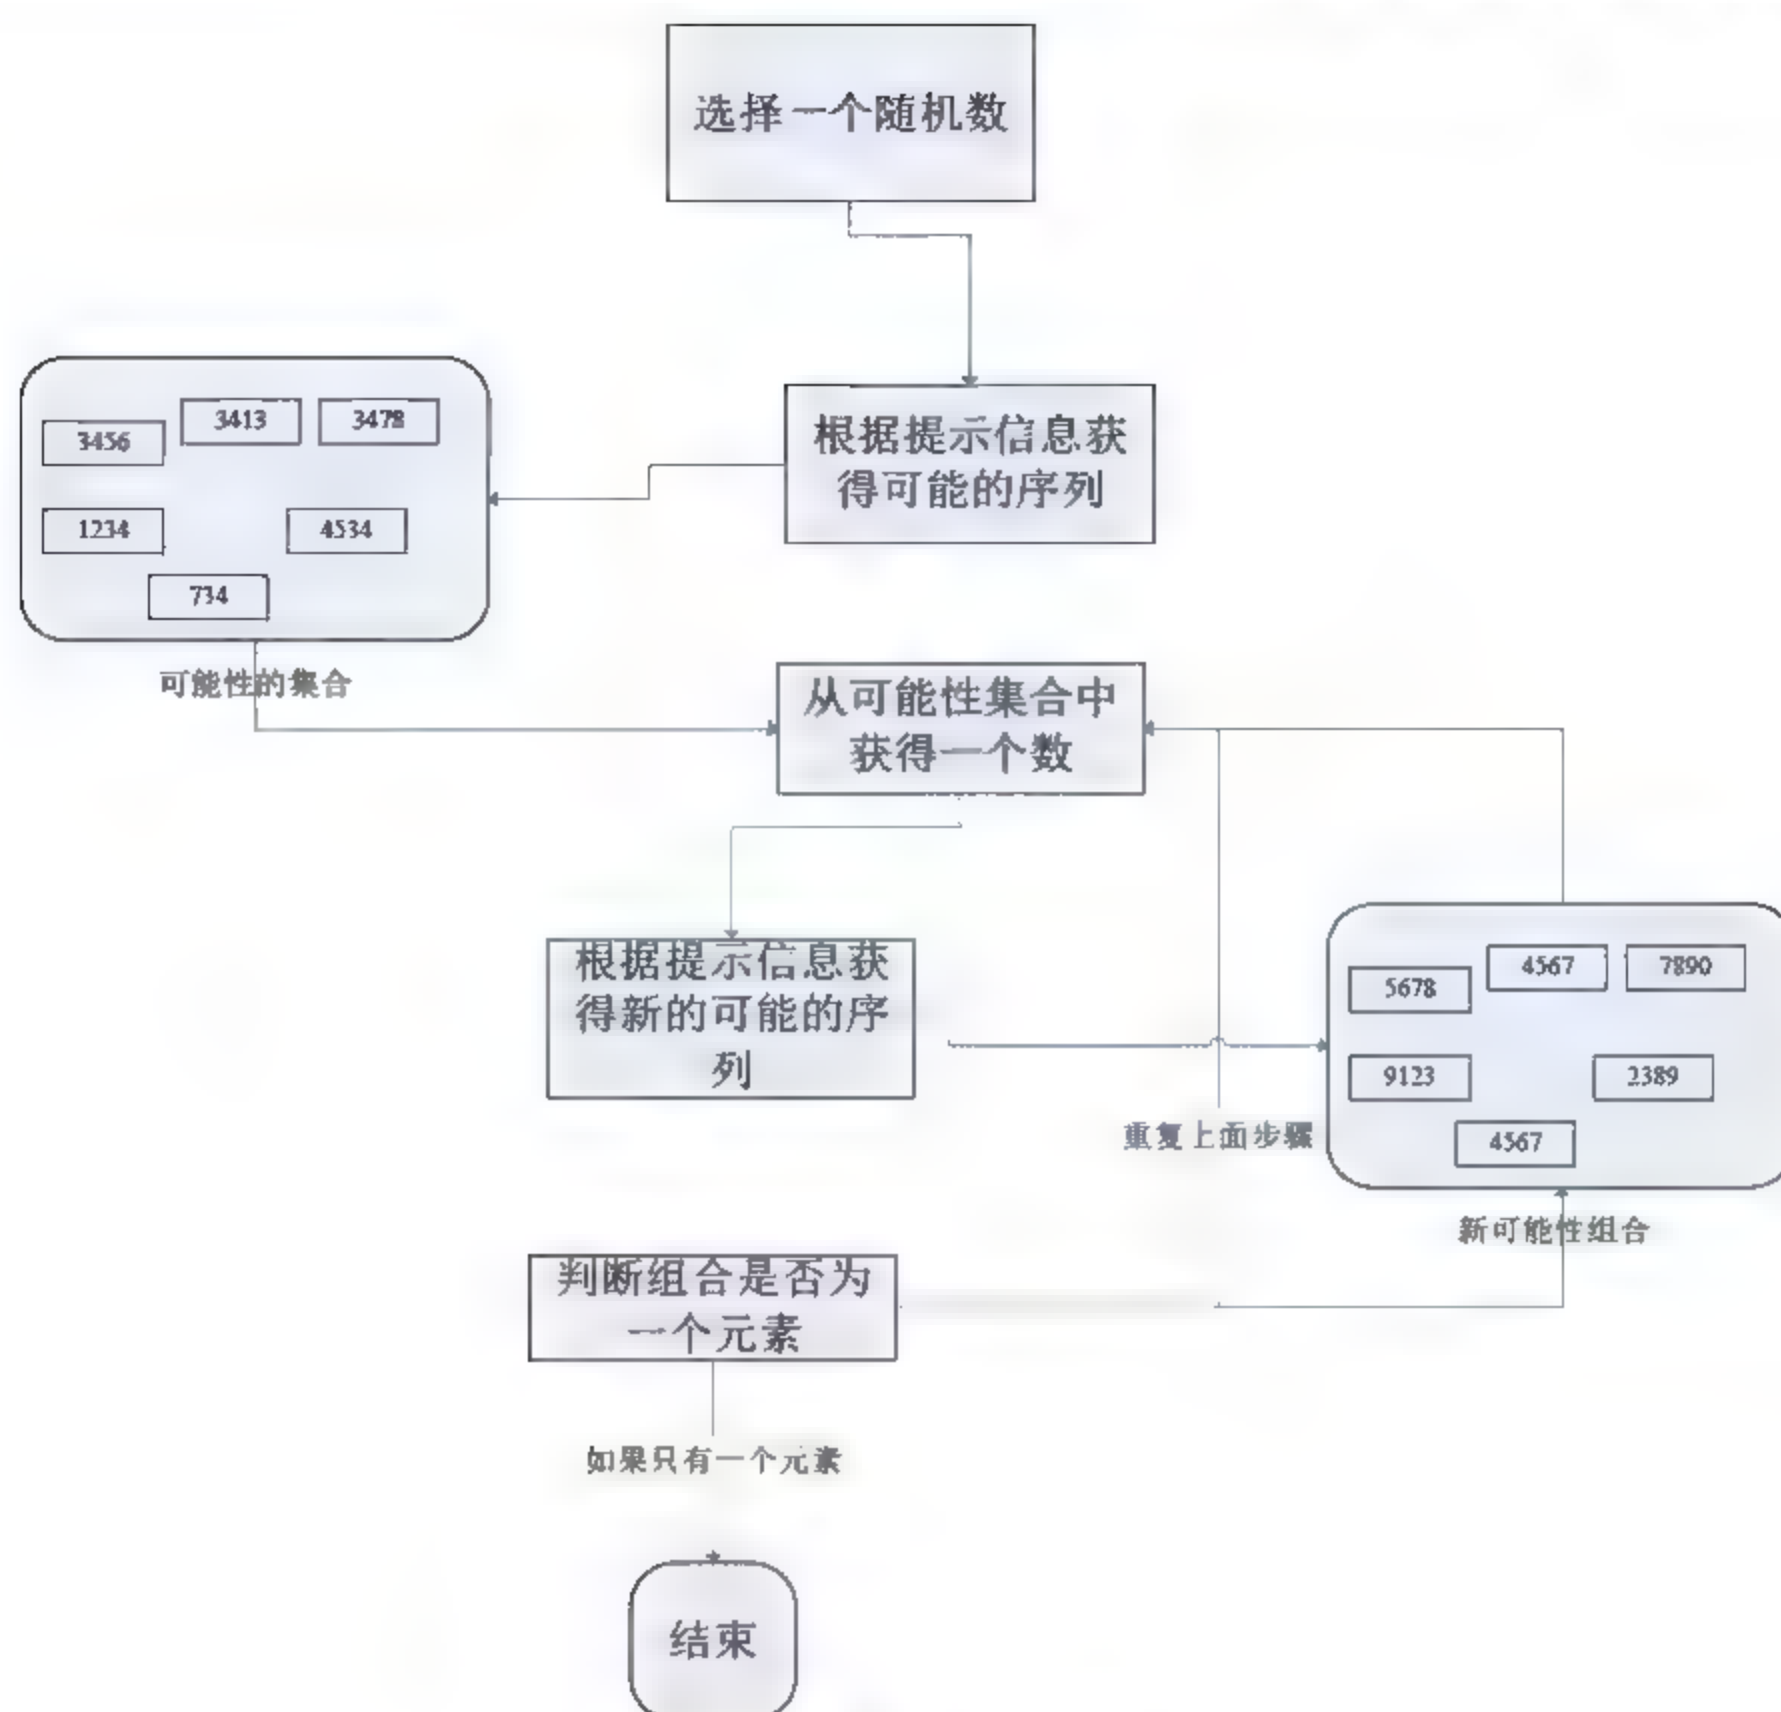 选择一个随机数
根据提示信息获
得可能的序列
3456
3413
3478
1234
4534
734
可能性的集合
从可能性集合中
获得一个数
根据提示信息获
得新的可能的序
列
5678
4567
7890
9123
2389
4567
重复上面步骤
新可能性组合
判断组合是否为
一个元素
如果只有一个元素
结束